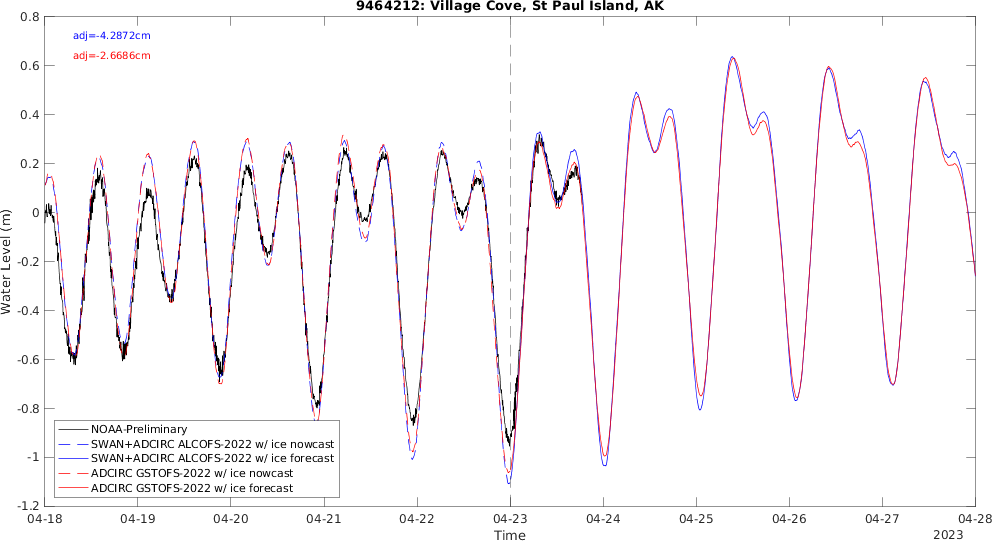 9464212: Village Cove, St Paul Island, AK
adj=-4.2872cm
adj=-2.6686cm
0.8
0.6
0.4
0.2
0
-0.2
-0.4
-0.6
-0.8
-1
-1.2
Water Level (m)
NOAA-Preliminary
SWAN+ADCIRC ALCOFS-2022 w/ ice nowcast
SWAN+ADCIRC ALCOFS-2022 w/ ice forecast
ADCIRC GSTOFS-2022 w/ ice nowcast
ADCIRC GSTOFS-2022 w/ ice forecast
04-18 04-19 04-20 04-21 04-22 04-23 04-24 04-25 04-26 04-27 04-28
Time
2023